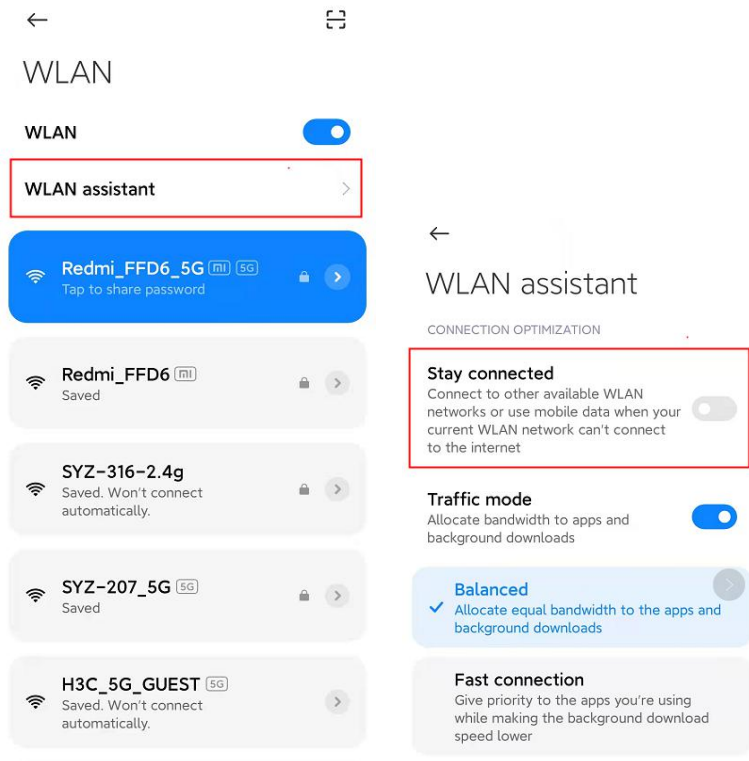 WLAN
WLAN
WLAN assistant
Redmi_FFD6_5G mi 5G
Tap to share password
Redmi_FFD6 mi
Saved
SYZ-316-2.4g
Saved. Won't connect
automatically.
SYZ-207_5G 5G
Saved
H3C_5G_GUEST 5G
Saved. Won't connect
automatically.
WLAN assistant
CONNECTION OPTIMIZATION
Stay connected
Connect to other available WLAN
networks or use mobile data when your
current WLAN network can't connect
to the internet
Traffic mode
Allocate bandwidth to apps and
background downloads
Balanced
Allocate equal bandwidth to the apps and
background downloads
Fast connection
Give priority to the apps you're using
while making the background download
speed lower